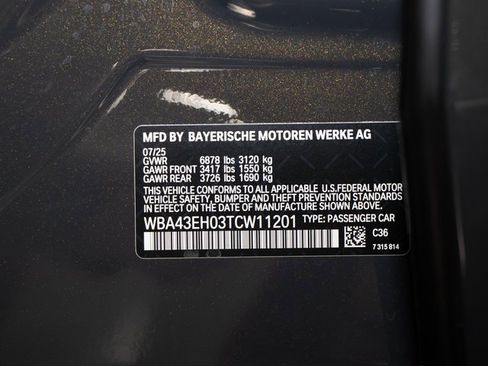 MFD BY BAYERISCHE MOTOREN WERKE AG
07/25
GVWR 6878 lbs 3120 kg
GAWR FRONT 3417 lbs 1550 kg
GAWR REAR 3726 lbs 1690 kg
THIS VEHICLE CONFORMS TO ALL APPLICABLE U.S. FEDERAL MOTOR
VEHICLE SAFETY, BUMPER, AND THEFT PREVENTION STANDARDS
IN EFFECT ON THE DATE OF MANUFACTURE SHOWN ABOVE.
WBA43EH03TCW11201 TYPE: PASSENGER CAR
C36
7 315 814